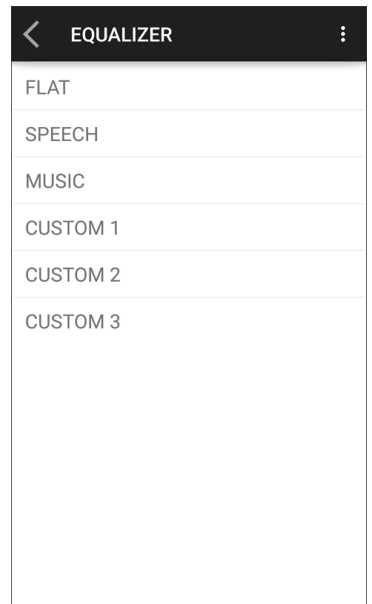 EQUALIZER
FLAT
SPEECH
MUSIC
CUSTOM 1
CUSTOM 2
CUSTOM 3